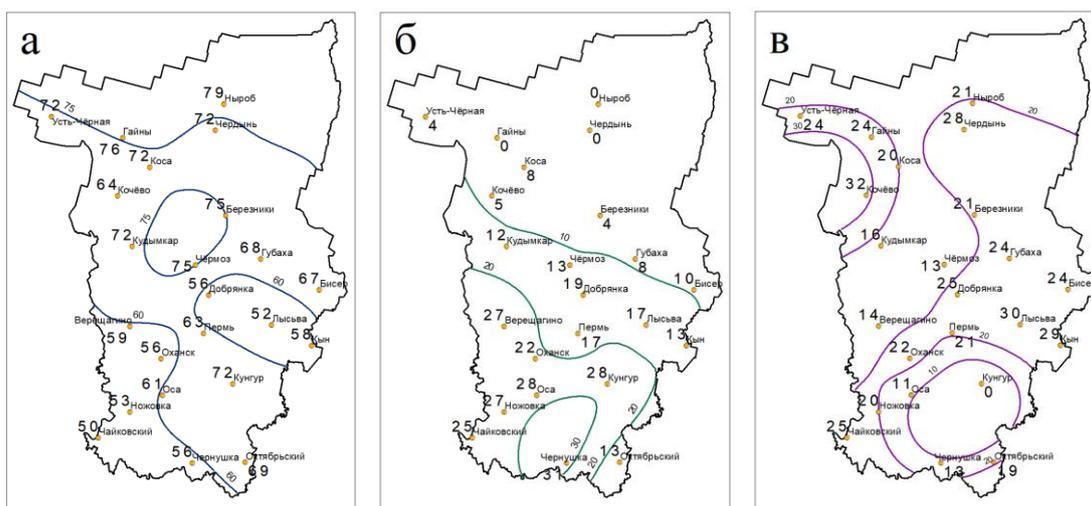 а
79
Ныроб
72
75
Усть-Чёрная
72
Чердынь
Гайны
76
72
Коса
64
Кочёво
75
Березники
75
72
Кудымкар
68
Губаха
Чёрмоз
75
56
Добрянка
60
67
Бисер
60
Верещагино
59
63
Пермь
52
Лысьва
58
Кын
56
Оханск
72
Кунгур
61
Оса
53
Ножовка
50
Чайковский
56
Чернушка
Октябрьский
69
60
б
0
Ныроб
Усть-Чёрная
4
Чердынь
0
Гайны
0
Коса
8
Кочёво
5
Березники
4
10
12
Кудымкар
Губаха
8
Чёрмоз
13
20
19
Добрянка
10
Бисер
27
Верещагино
Пермь
17
17
Лысьва
13
Кын
22
Оханск
28
Кунгур
28
Оса
20
27
Ножовка
25
Чайковский
30
Чернушка
31
13
Октябрьский
20
в
21
Ныроб
20
20
Усть-Чёрная
24
30
28
Чердынь
24
Гайны
20
Коса
32
Кочёво
21
Березники
16
Кудымкар
24
Губаха
Чёрмоз
13
25
Добрянка
24
Бисер
14
Верещагино
Пермь
21
20
30
Лысьва
29
Кын
22
Оханск
10
Кунгур
0
11
Оса
20
Ножовка
25
Чайковский
Чернушка
13
20
Октябрьский
19